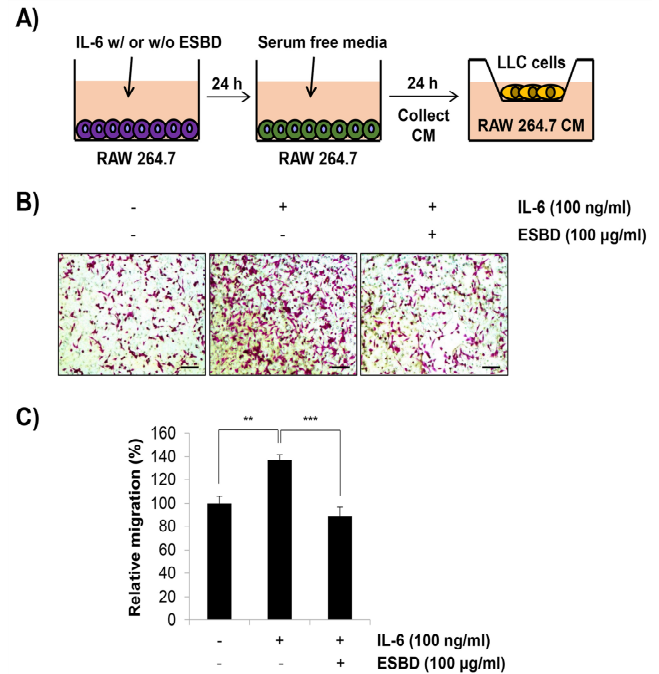 A)
IL-6 w/ or w/o ESBD
Serum free media
LLC cells
24 h
24 h
Collect
CM
RAW 264.7 CM
RAW 264.7
RAW 264.7
B)
- + + IL-6 (100 ng/ml)
- - + ESBD (100 μg/ml)
C)
** ***
Relative migration (%)
160
140
120
100
80
60
40
20
0
- + + IL-6 (100 ng/ml)
- - + ESBD (100 μg/ml)